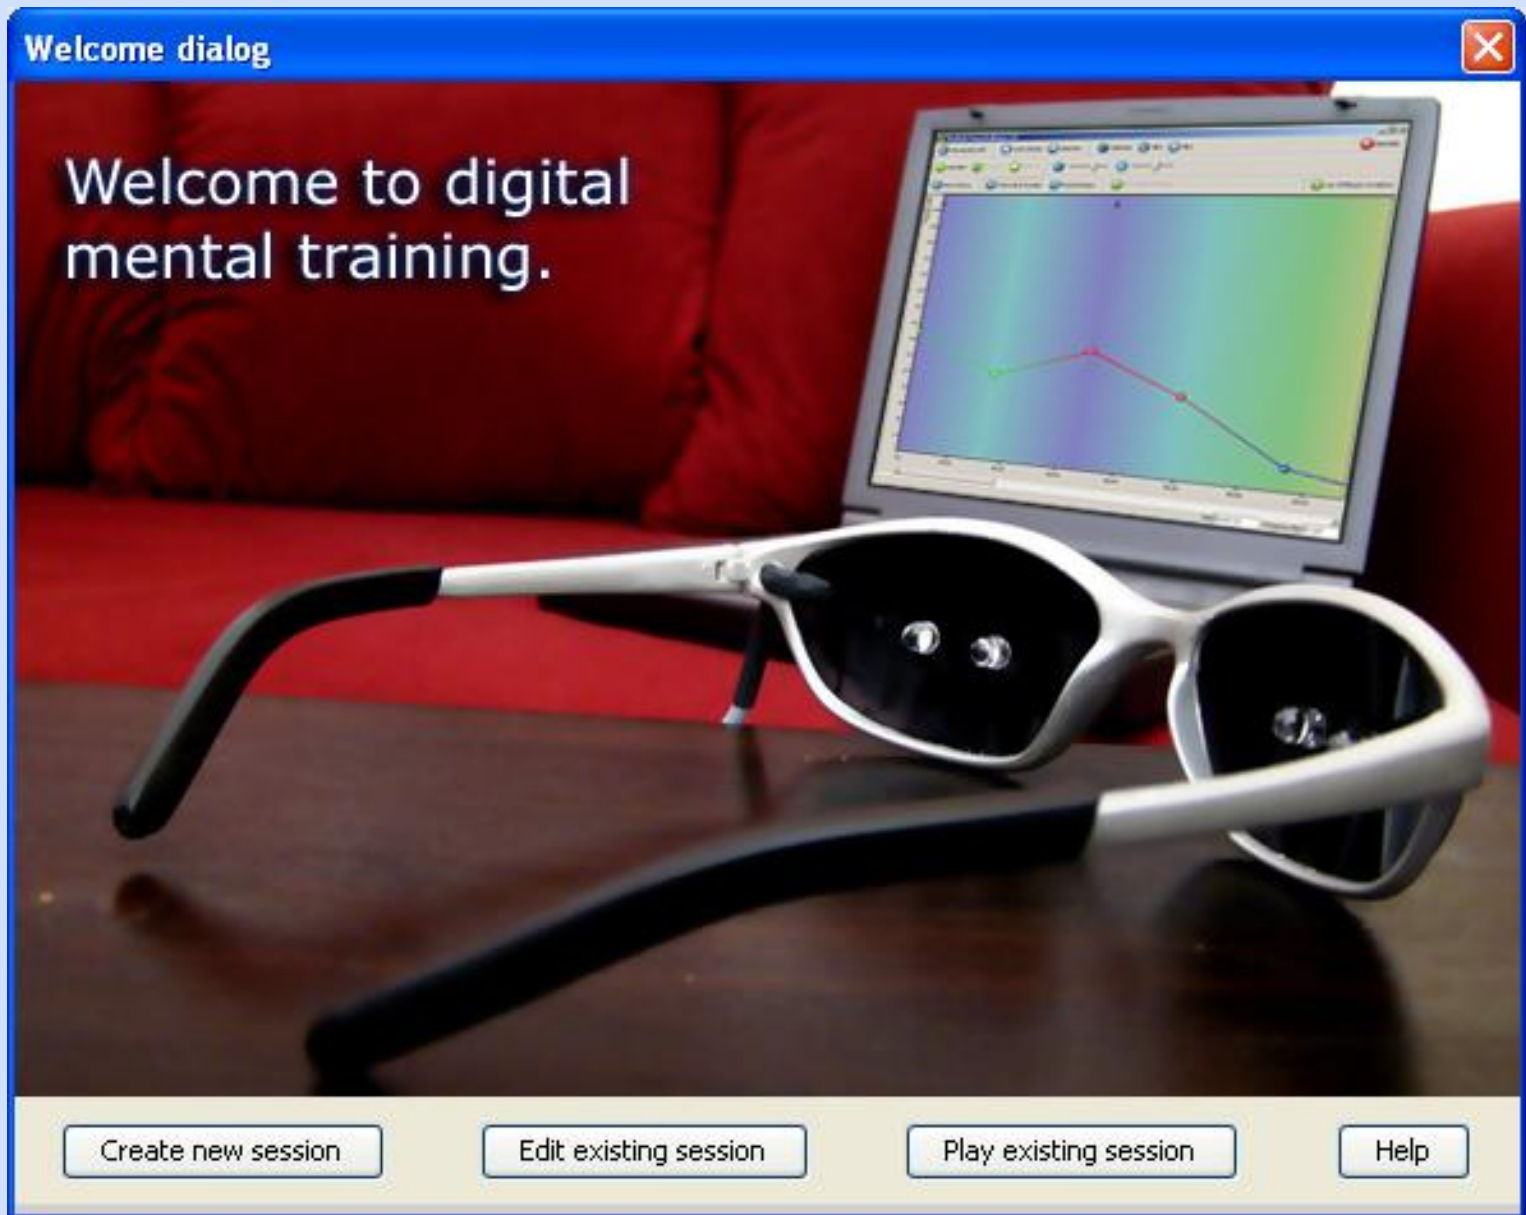 Welcome dialog
Welcome to digital
mental training.
Create new session
Edit existing session
Play existing session
Help